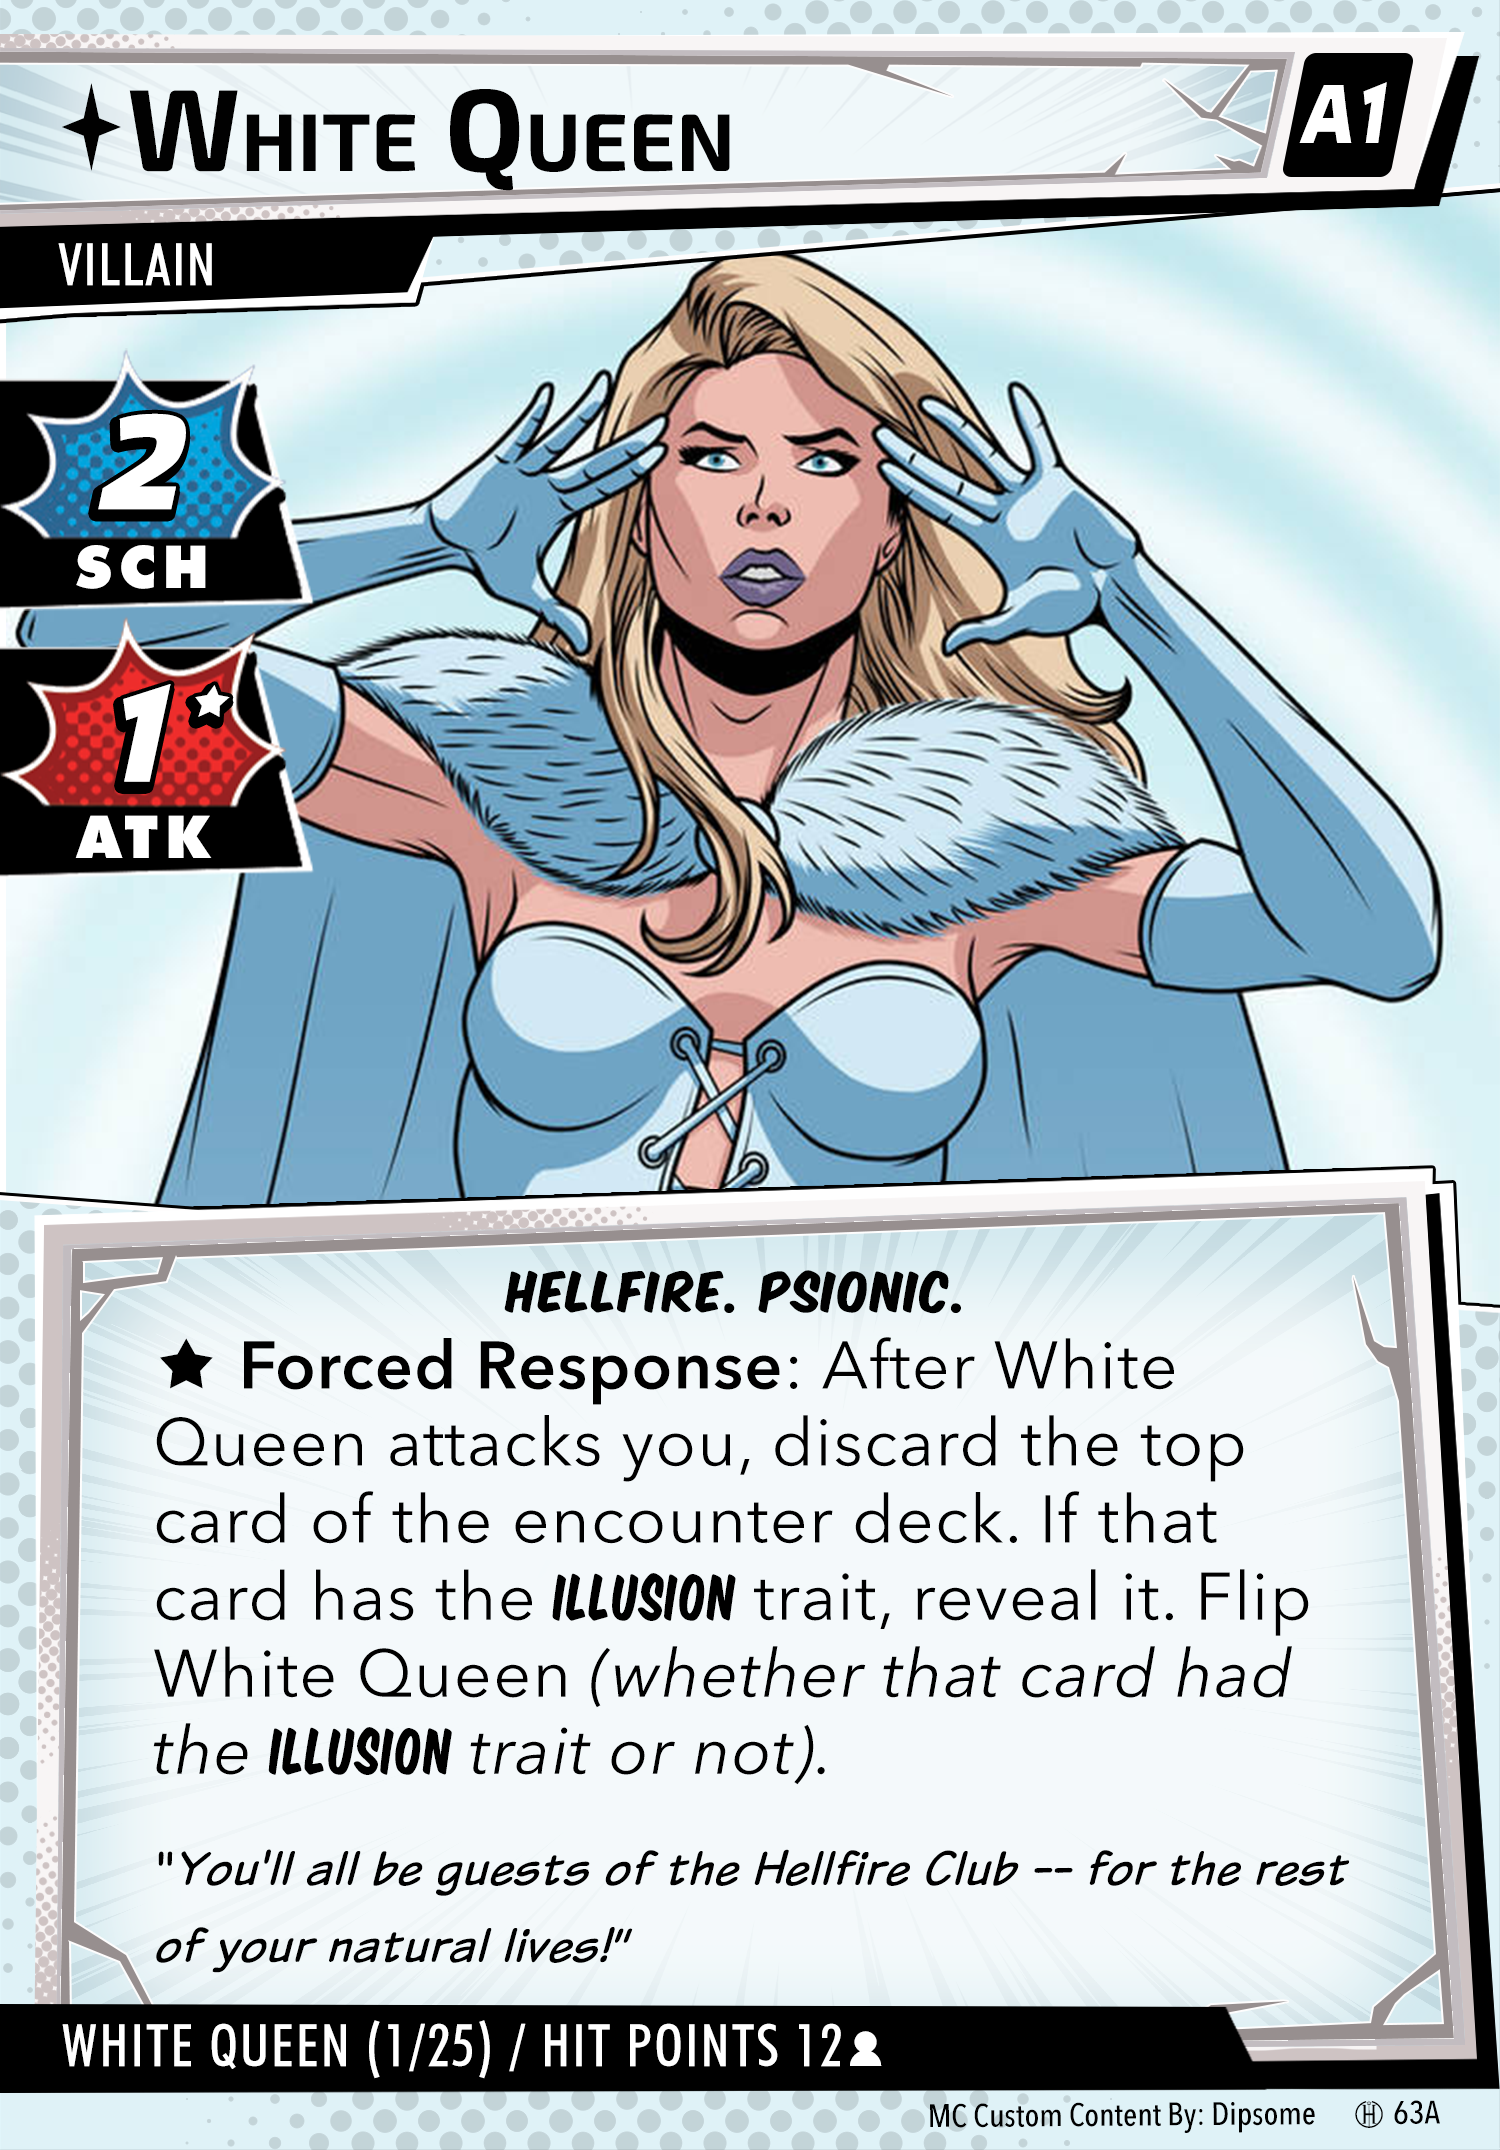 White Queen
A1
VILLAIN
2
SCH
1
ATK
HELLFIRE. PSIONIC.
★ Forced Response: After White
Queen attacks you, discard the top
card of the encounter deck. If that
card has the ILLUSION trait, reveal it. Flip
White Queen (whether that card had
the ILLUSION trait or not).
"You'll all be guests of the Hellfire Club -- for the rest
of your natural lives!"
WHITE QUEEN (1/25) / HIT POINTS 12
MC Custom Content By: Dipsome H 63A